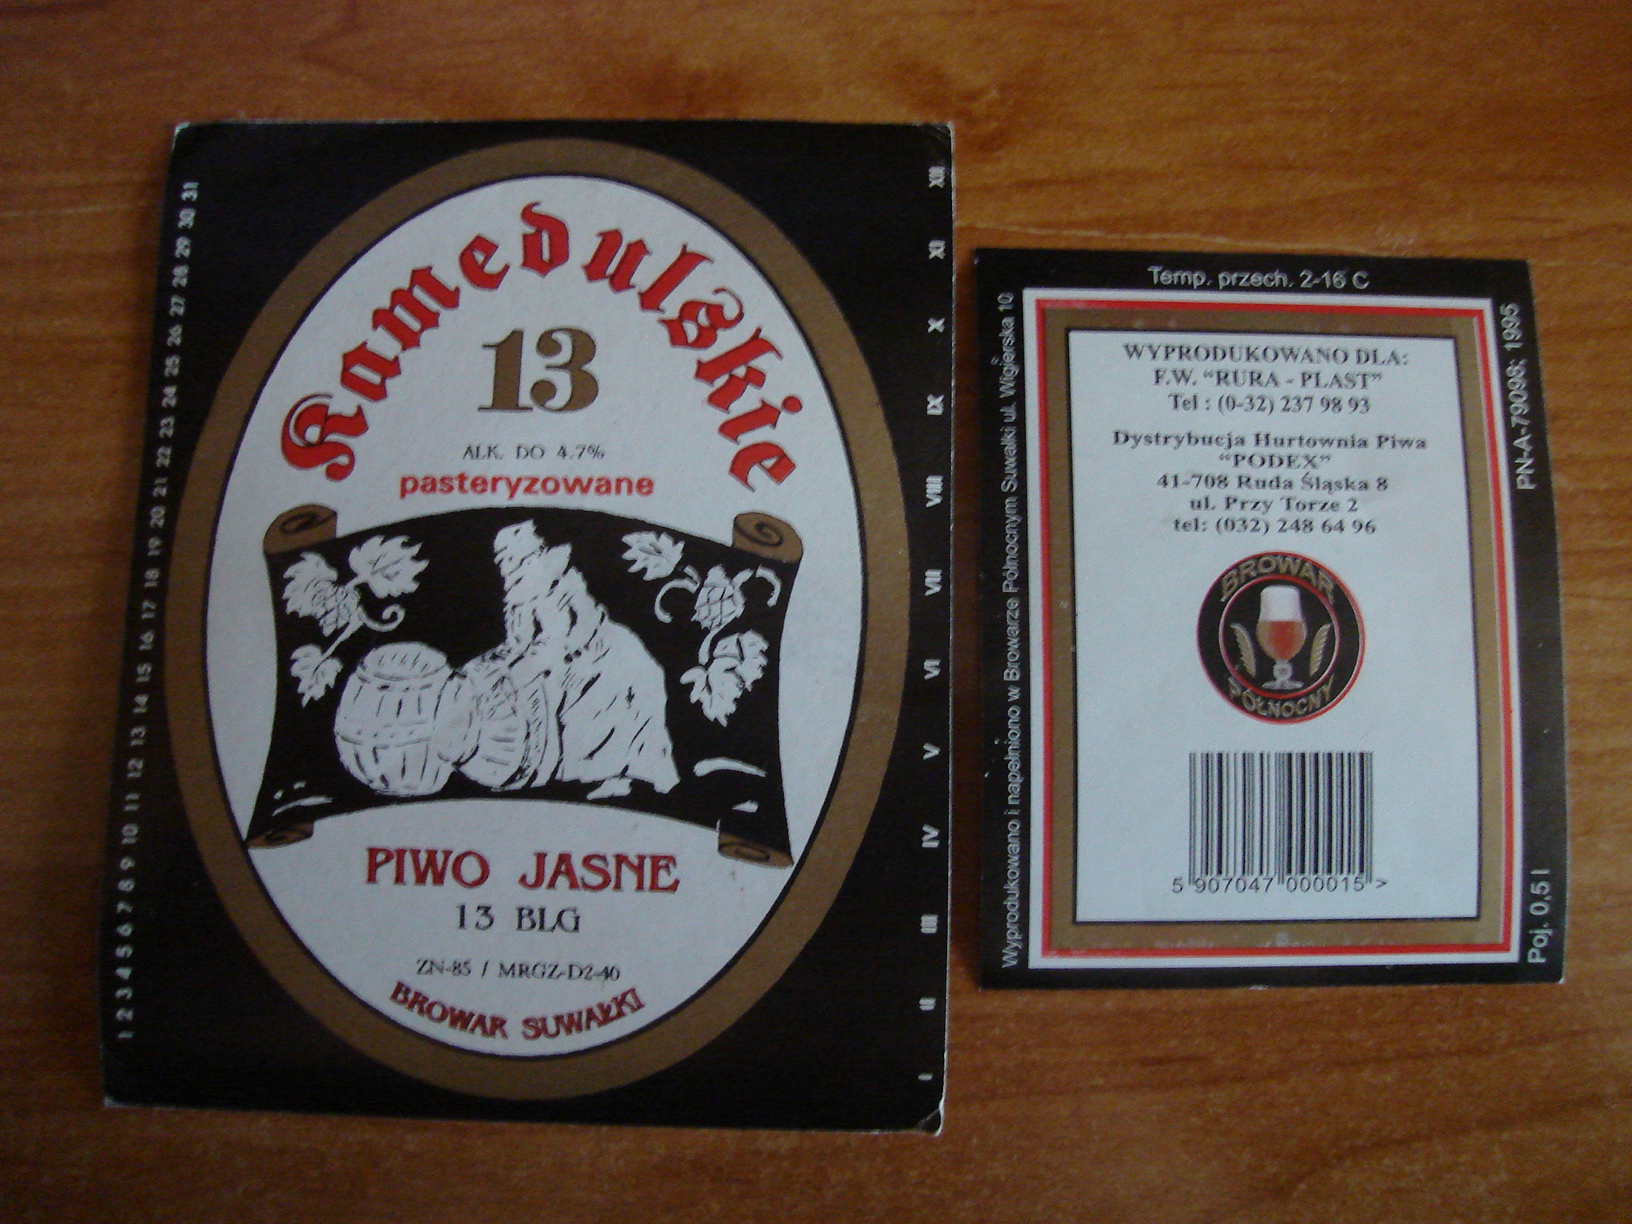 Kamedulskie
13
ALK. DO 4.7%
pasteryzowane
PIWO JASNE
13 BLG
ZN-85 / MRGZ-D2-40
BROWAR SUWAŁKI
1 2 3 4 5 6 7 8 9 10 11 12 13 14 15 16 17 18 19 20 21 22 23 24 25 26 27 28 29 30 31
I II III IV V VI VII VIII IX X XI XII
Temp. przech. 2-16 C
Wyprodukowano i napełniono w Browarze Północnym Suwałki ul. Wigierska 10
WYPRODUKOWANO DLA:
F.W. "RURA - PLAST"
Tel : (0-32) 237 98 93
Dystrybucja Hurtownia Piwa
"PODEX"
41-708 Ruda Śląska 8
ul. Przy Torze 2
tel: (032) 248 64 96
BROWAR
PÓŁNOCNY
5 907047 000015 >
PN-A-79098; 1995
Poj. 0,5 l